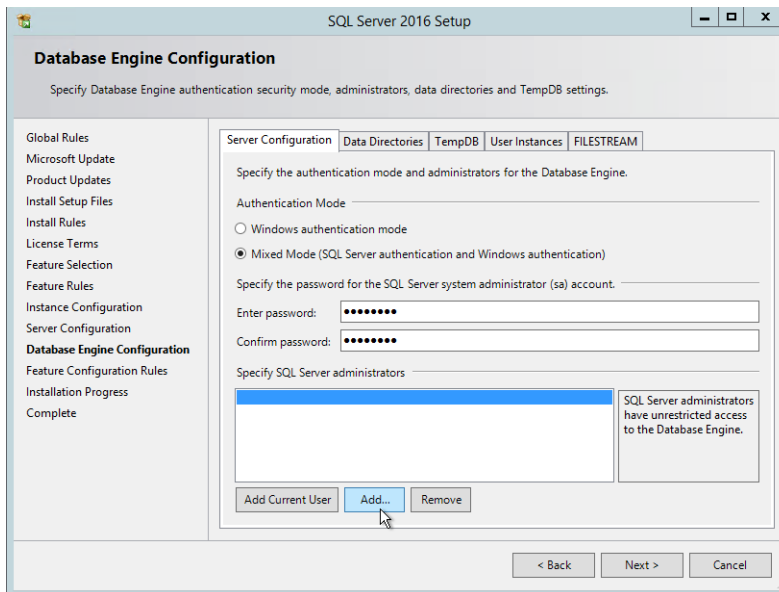 SQL Server 2016 Setup
Database Engine Configuration
Specify Database Engine authentication security mode, administrators, data directories and TempDB settings.
Global Rules
Microsoft Update
Product Updates
Install Setup Files
Install Rules
License Terms
Feature Selection
Feature Rules
Instance Configuration
Server Configuration
Database Engine Configuration
Feature Configuration Rules
Installation Progress
Complete
Server Configuration Data Directories TempDB User Instances FILESTREAM
Specify the authentication mode and administrators for the Database Engine.
Authentication Mode
Windows authentication mode
Mixed Mode (SQL Server authentication and Windows authentication)
Specify the password for the SQL Server system administrator (sa) account.
Enter password: ●●●●●●●●
Confirm password: ●●●●●●●●
Specify SQL Server administrators
SQL Server administrators
have unrestricted access
to the Database Engine.
Add Current User Add... Remove
< Back Next > Cancel